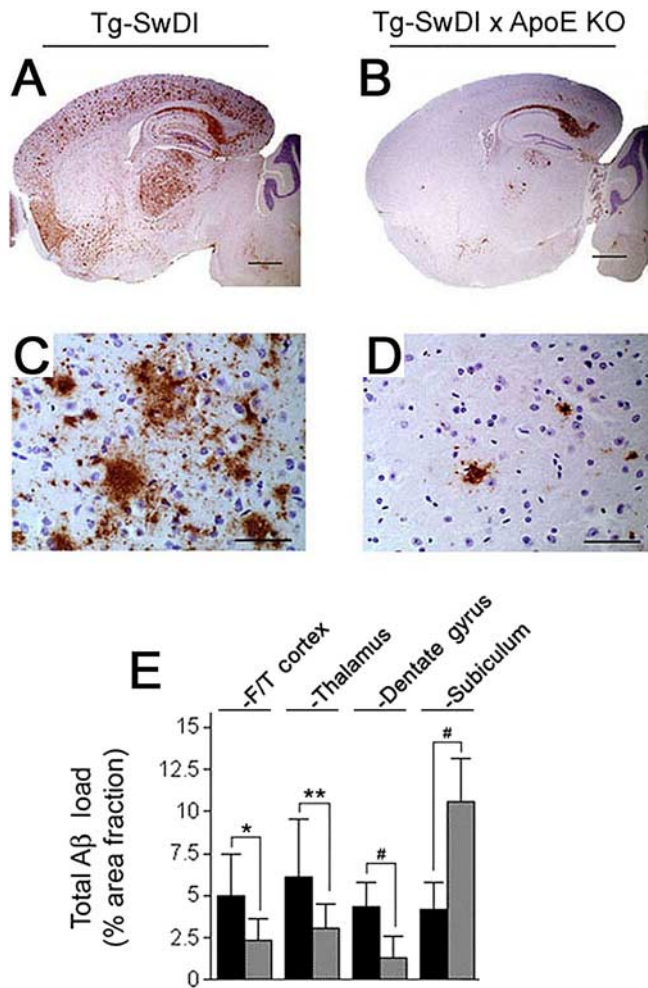 Tg-SwDI
Tg-SwDI x ApoE KO
A
B
C
D
E
-F/T cortex
-Thalamus
-Dentate gyrus
-Subiculum
Total Aβ load
(% area fraction)
15
12.5
10
7.5
5
2.5
0
*
**
#
#